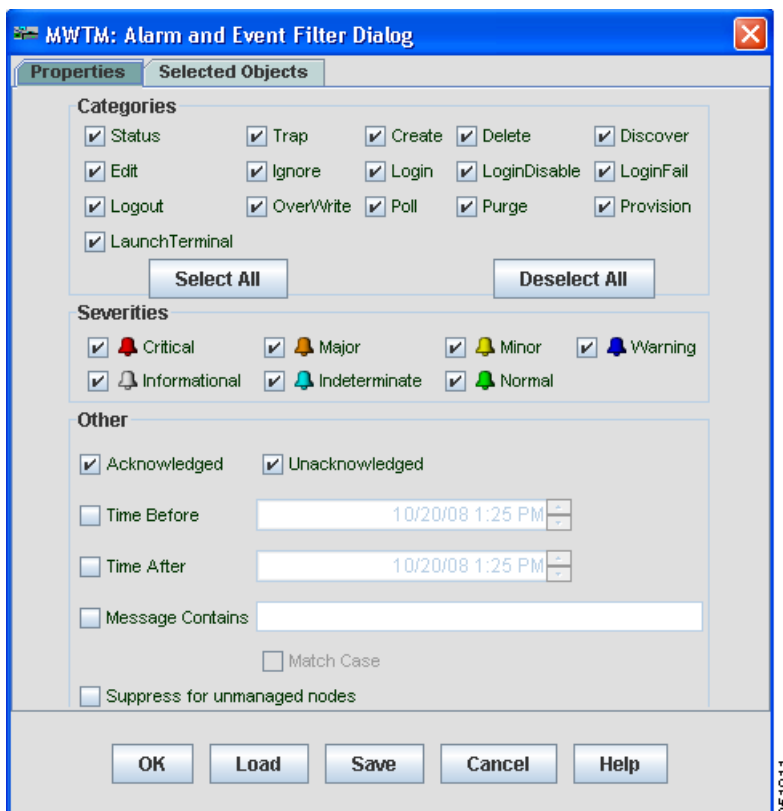 MWTM: Alarm and Event Filter Dialog
Properties Selected Objects
Categories
Status Trap Create Delete Discover
Edit Ignore Login LoginDisable LoginFail
Logout OverWrite Poll Purge Provision
LaunchTerminal
Select All Deselect All
Severities
Critical Major Minor Warning
Informational Indeterminate Normal
Other
Acknowledged Unacknowledged
Time Before 10/20/08 1:25 PM
Time After 10/20/08 1:25 PM
Message Contains
Match Case
Suppress for unmanaged nodes
OK Load Save Cancel Help